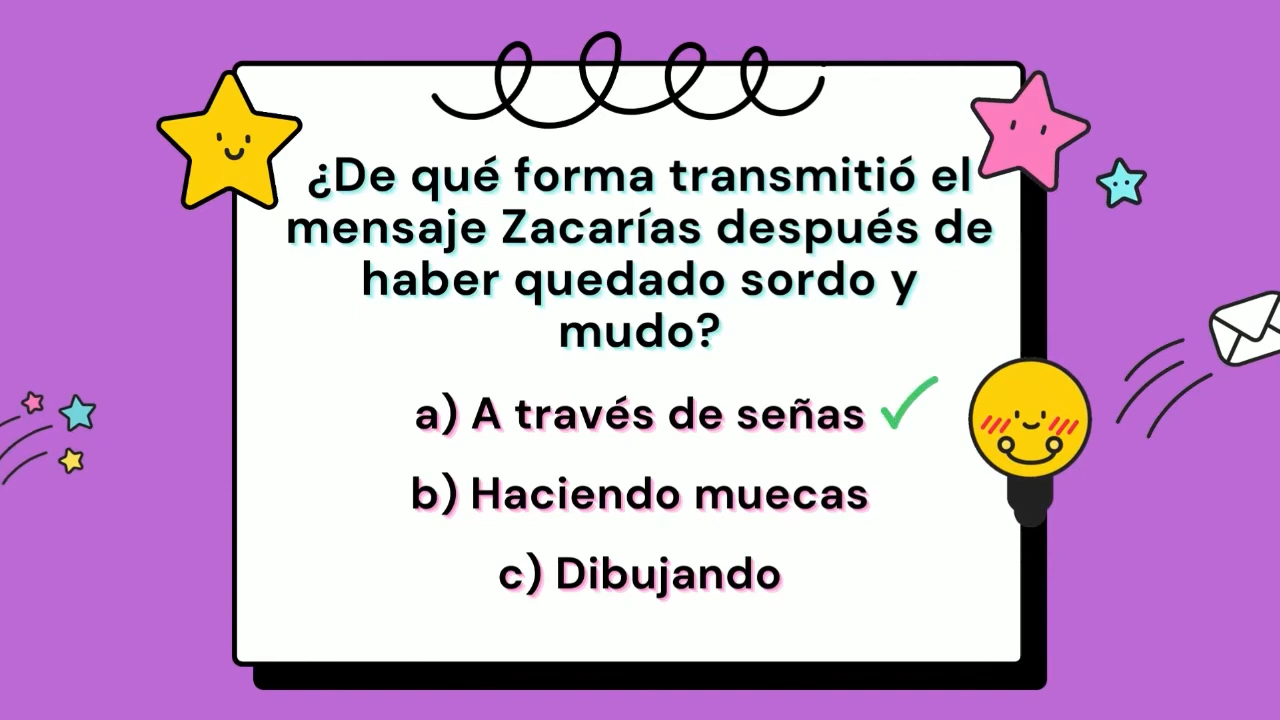 ¿De qué forma transmitió el
mensaje Zacarías después de
haber quedado sordo y
mudo?
a) A través de señas
b) Haciendo muecas
c) Dibujando